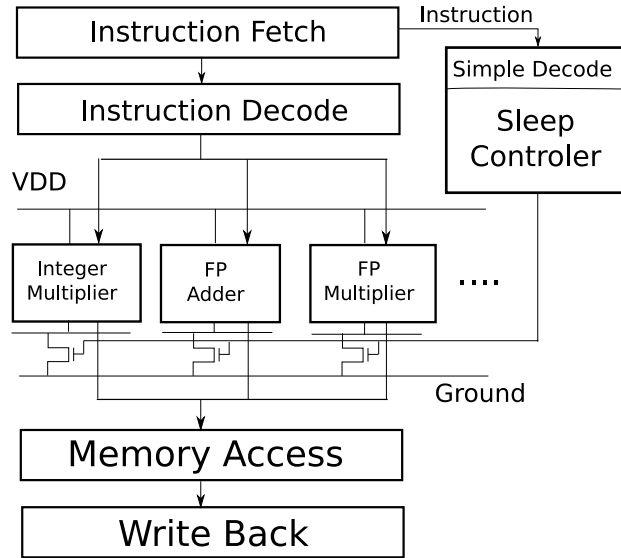 Instruction Fetch
Instruction
Simple Decode
Instruction Decode
Sleep
Controler
VDD
Integer
Multiplier
FP
Adder
FP
Multiplier
....
Ground
Memory Access
Write Back